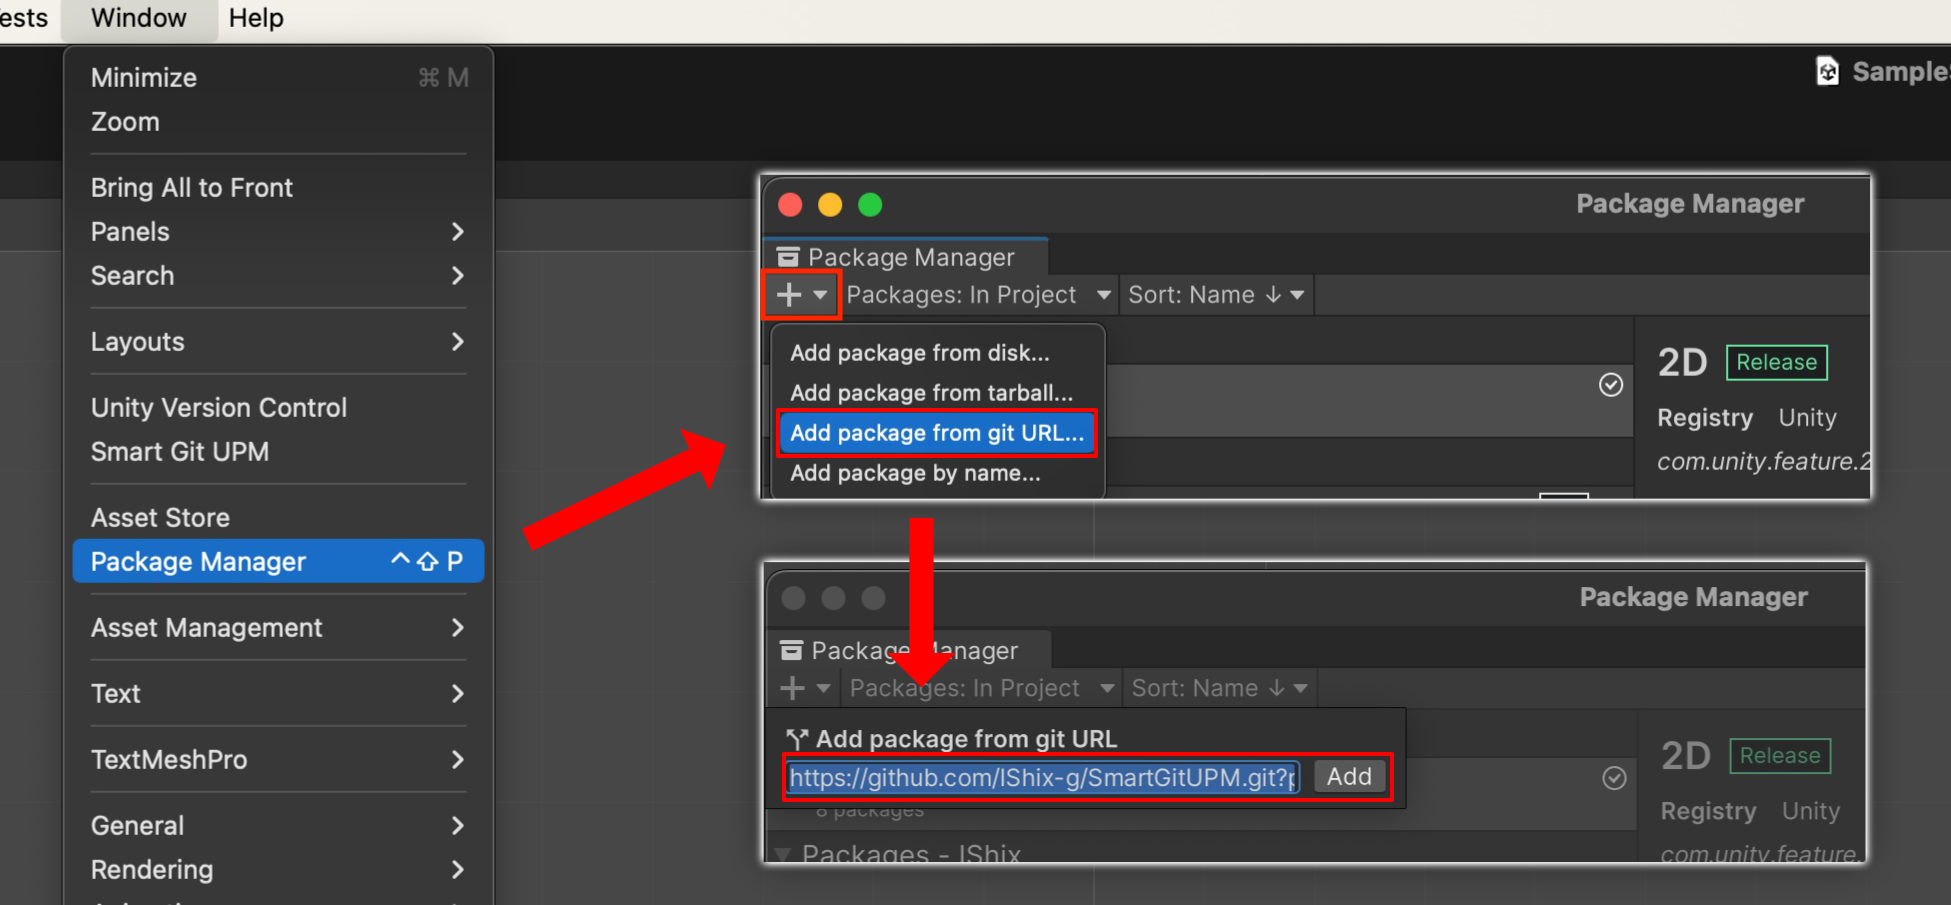 Window
Help
Minimize ⌘ M
Zoom
Bring All to Front
Panels
Search
Layouts
Unity Version Control
Smart Git UPM
Asset Store
Package Manager ^ ⇧ P
Asset Management
Text
TextMeshPro
General
Rendering
Package Manager
Package Manager
+ Packages: In Project Sort: Name ↓
Add package from disk...
Add package from tarball...
Add package from git URL...
Add package by name...
2D Release
Registry Unity
com.unity.feature.2
Package Manager
Package Manager
+ Packages: In Project Sort: Name ↓
Add package from git URL
https://github.com/IShix-g/SmartGitUPM.git?p Add
8 packages
Packages - IShix
2D Release
Registry Unity
com.unity.feature.